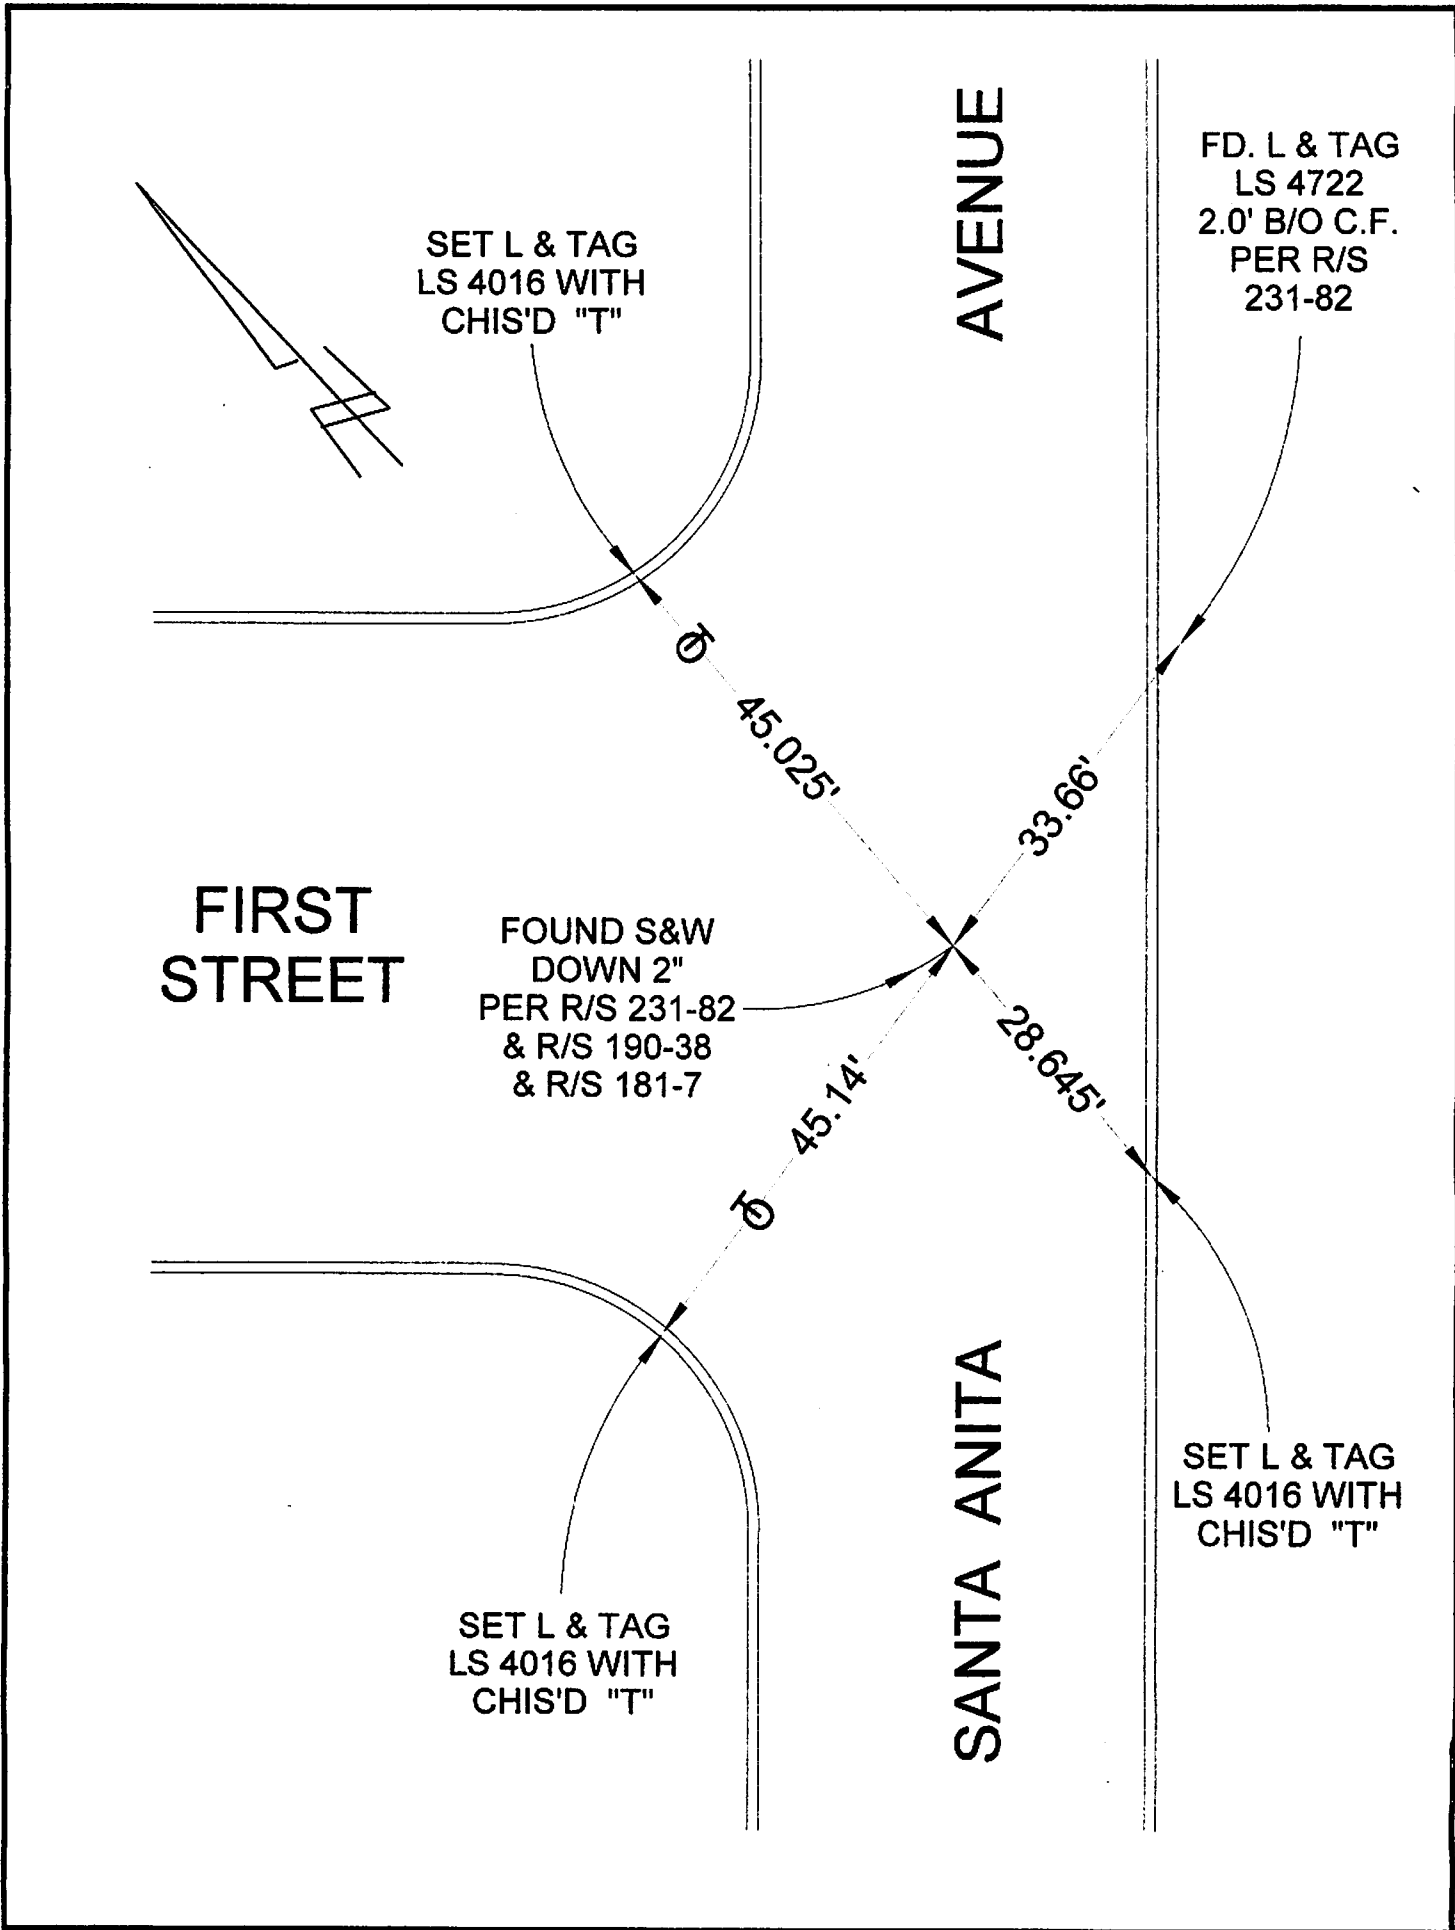 AVENUE
FD. L & TAG
LS 4722
2.0' B/O C.F.
PER R/S
231-82
SET L & TAG
LS 4016 WITH
CHIS'D "T"
N
45.025'
33.66'
FIRST
STREET
FOUND S&W
DOWN 2"
PER R/S 231-82
& R/S 190-38
& R/S 181-7
28.645'
45.14'
SANTA ANITA
SET L & TAG
LS 4016 WITH
CHIS'D "T"
SET L & TAG
LS 4016 WITH
CHIS'D "T"